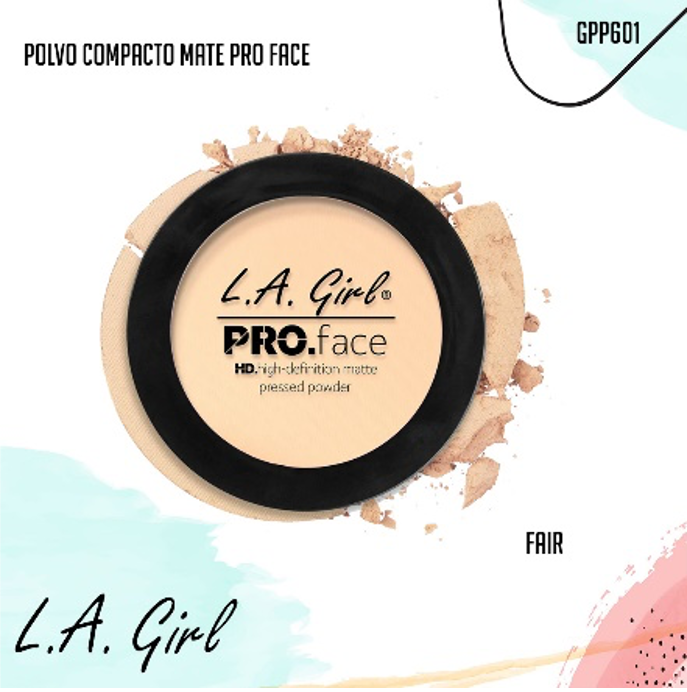 POLVO COMPACTO MATE PRO FACE
GPP601
L.A. Girl®
PRO.face
HD.high-definition matte
pressed powder
FAIR
L.A. Girl